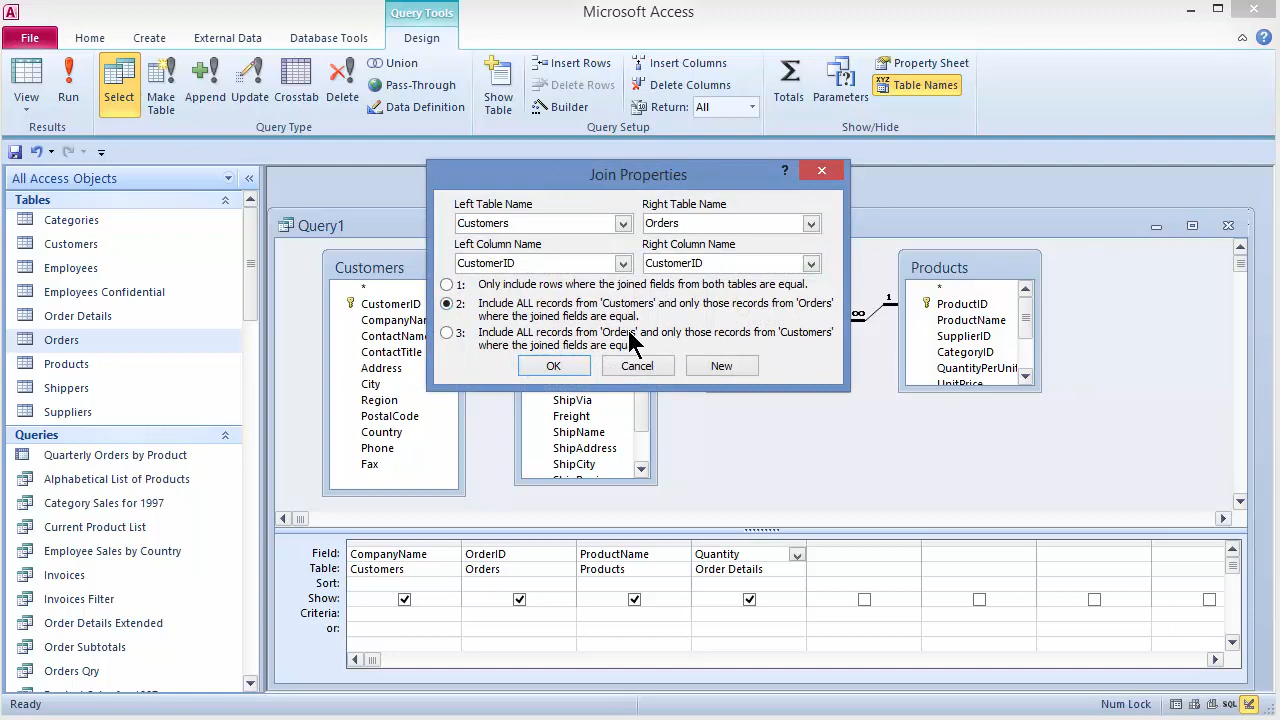 Query Tools
Microsoft Access
File
Home
Create
External Data
Database Tools
Design
View
Run
Select
Make
Table
Append
Update
Crosstab
Delete
Union
Pass-Through
Data Definition
Show
Table
Insert Rows
Delete Rows
Builder
Insert Columns
Delete Columns
Return: All
Totals
Parameters
Property Sheet
Table Names
Results
Query Type
Query Setup
Show/Hide
All Access Objects
Tables
Categories
Customers
Employees
Order Details
Orders
Products
Shippers
Suppliers
Queries
Quarterly Orders by Product
Alphabetical List of Products
Category Sales for 1997
Current Product List
Employee Sales by Country
Invoices
Invoices Filter
Order Details Extended
Order Subtotals
Orders Qry
Query1
Customers
*
CustomerID
CompanyName
ContactName
ContactTitle
Address
City
Region
PostalCode
Country
Phone
Fax
Join Properties
Left Table Name
Right Table Name
Customers
Orders
Left Column Name
Right Column Name
CustomerID
CustomerID
1: Only include rows where the joined fields from both tables are equal.
2: Include ALL records from 'Customers' and only those records from 'Orders'
where the joined fields are equal.
3: Include ALL records from 'Orders' and only those records from 'Customers'
where the joined fields are equ
OK
Cancel
New
ShipVia
Freight
ShipName
ShipAddress
ShipCity
∞
1
Products
*
ProductID
ProductName
SupplierID
CategoryID
QuantityPerUnit
UnitPrice
Field: CompanyName OrderID ProductName Quantity
Table: Customers Orders Products Order Details
Sort:
Show:
Criteria:
or:
Ready
Num Lock
SQL